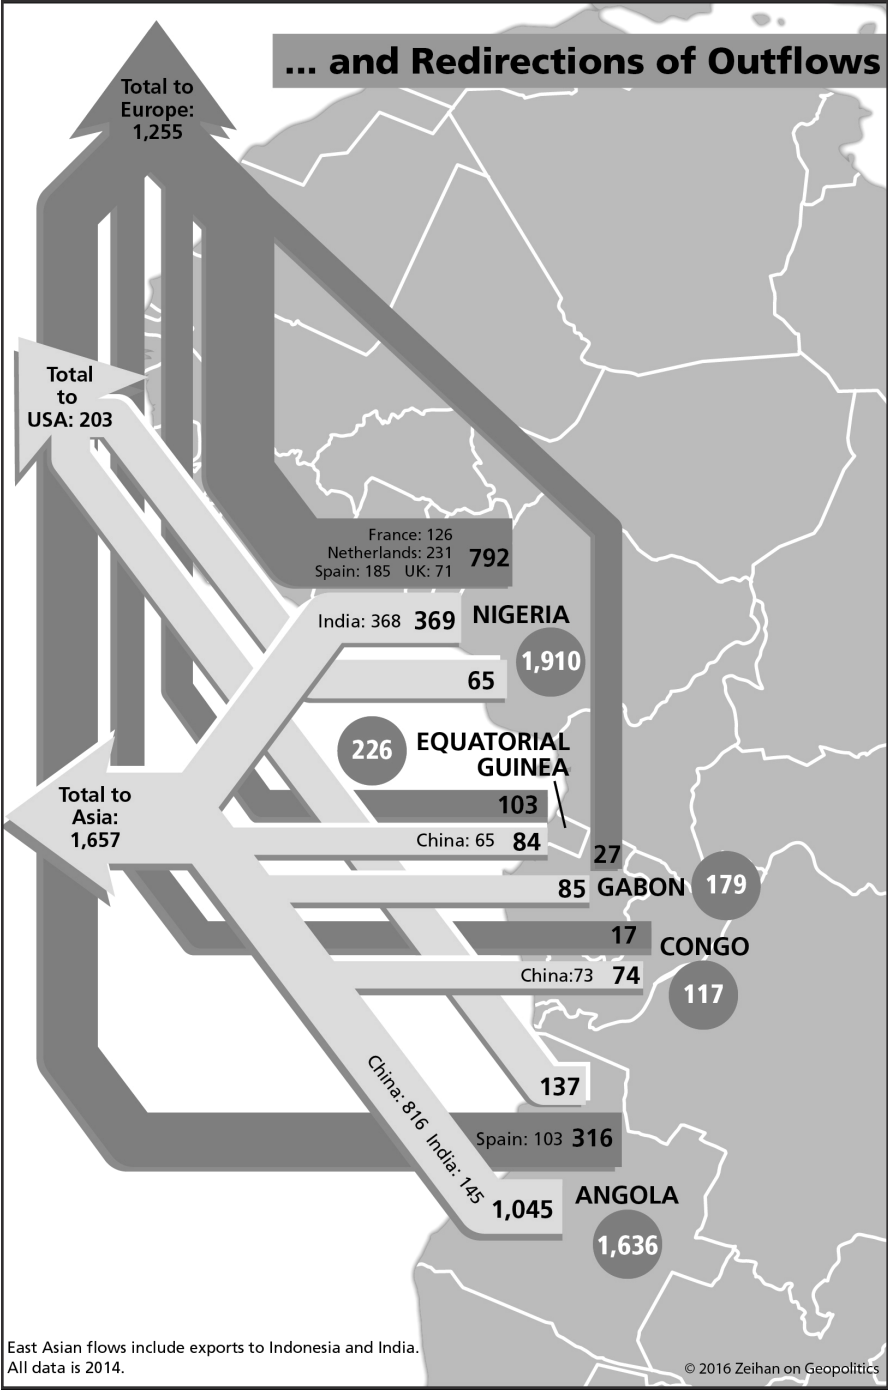 ... and Redirections of Outflows
Total to
Europe:
1,255
Total
to
USA: 203
France: 126
Netherlands: 231
Spain: 185 UK: 71
792
India: 368 369
NIGERIA
1,910
65
226
EQUATORIAL
GUINEA
Total to
Asia:
1,657
103
China: 65 84
27
85
GABON
179
17
CONGO
China:73 74
117
137
China: 816 India: 145
Spain: 103 316
1,045
ANGOLA
1,636
East Asian flows include exports to Indonesia and India.
All data is 2014.
© 2016 Zeihan on Geopolitics